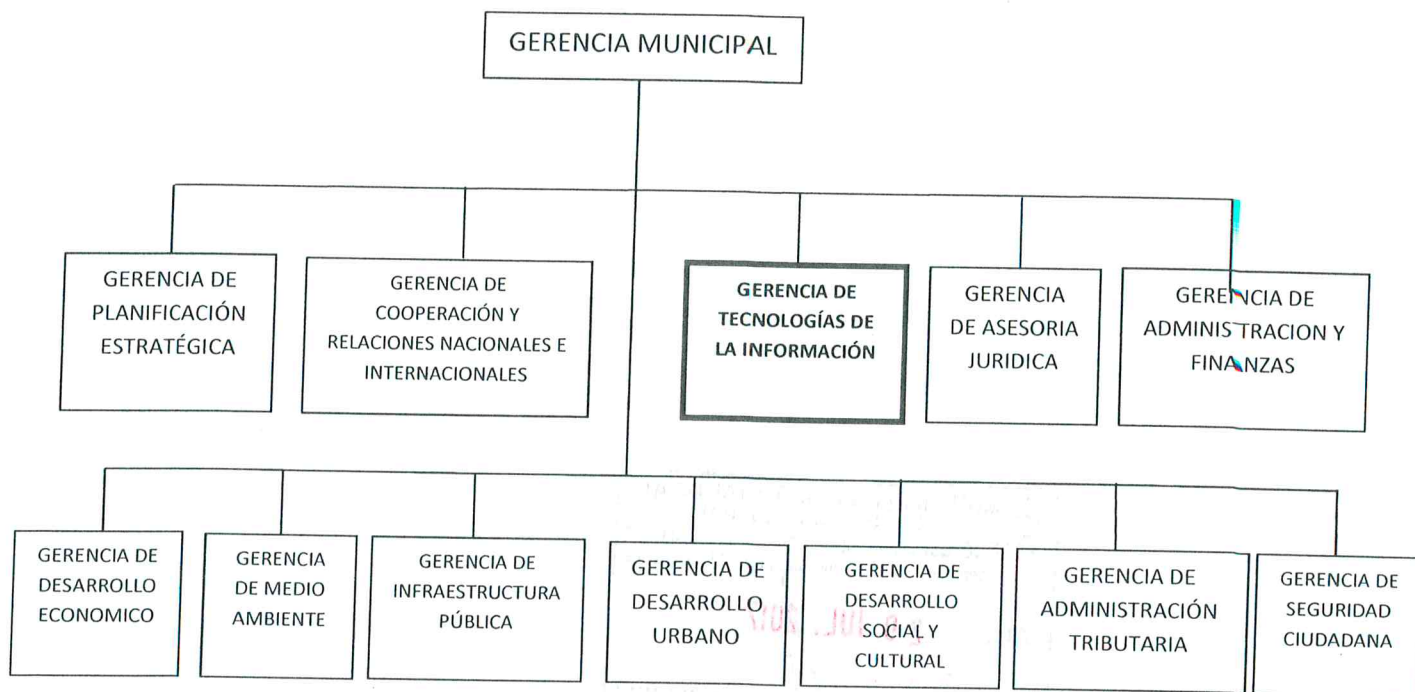 GERENCIA MUNICIPAL
GERENCIA DE
PLANIFICACIÓN
ESTRATÉGICA
GERENCIA DE
COOPERACIÓN Y
RELACIONES NACIONALES E
INTERNACIONALES
GERENCIA DE
TECNOLOGÍAS DE
LA INFORMACIÓN
GERENCIA
DE ASESORIA
JURIDICA
GERENCIA DE
ADMINISTRACION Y
FINANZAS
GERENCIA DE
DESARROLLO
ECONOMICO
GERENCIA
DE MEDIO
AMBIENTE
GERENCIA DE
INFRAESTRUCTURA
PÚBLICA
GERENCIA DE
DESARROLLO
URBANO
GERENCIA DE
DESARROLLO
SOCIAL Y
CULTURAL
GERENCIA DE
ADMINISTRACIÓN
TRIBUTARIA
GERENCIA DE
SEGURIDAD
CIUDADANA
JUL. 2017